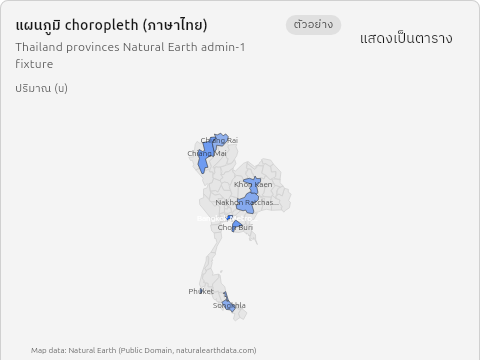 แผนภูมิ choropleth (ภาษาไทย)
ตัวอย่าง
แสดงเป็นตาราง
Thailand provinces Natural Earth admin-1
fixture
ปริมาณ (น)
Chiang Rai
Chiang Mai
Khon Kaen
Nakhon Ratchas...
Chon Buri
Phuket
Songkhla
Map data: Natural Earth (Public Domain, naturalearthdata.com)